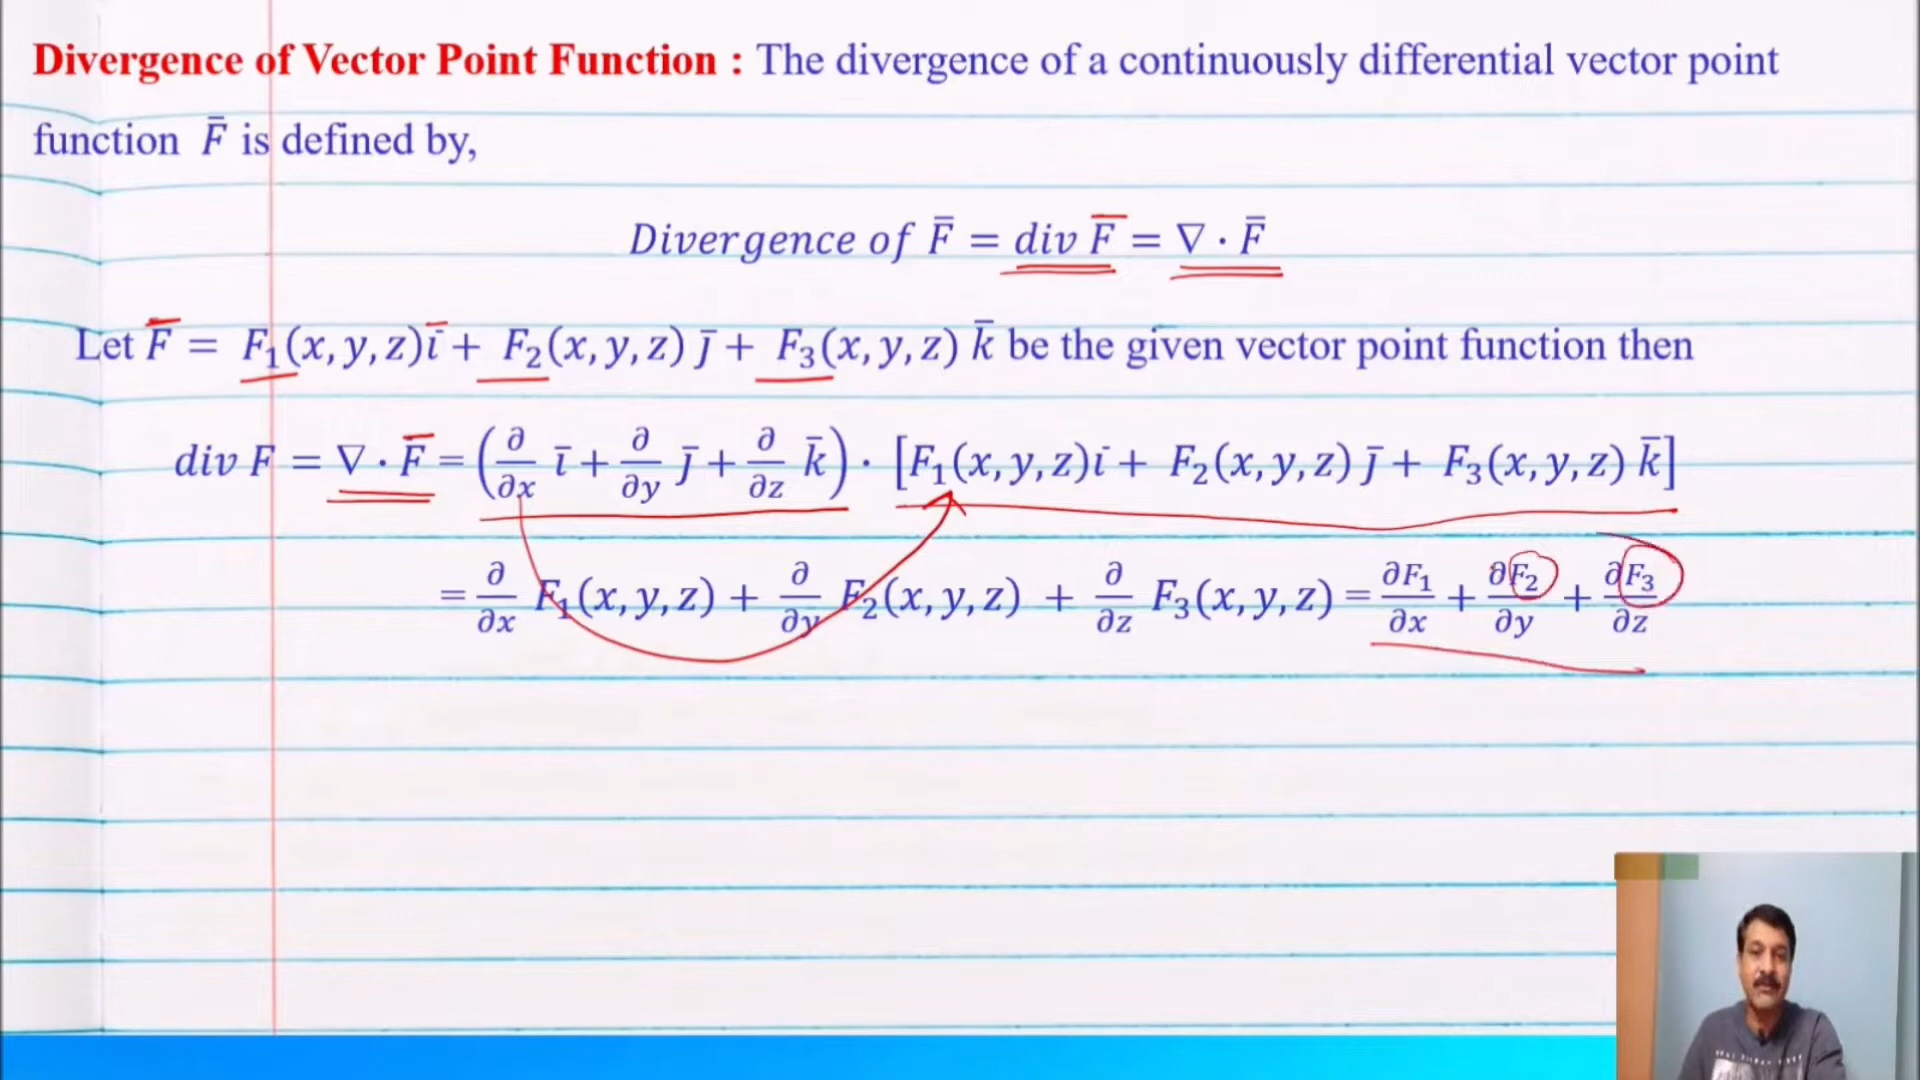 Divergence of Vector Point Function : The divergence of a continuously differential vector point
function F̄ is defined by,
Divergence of F̄ = div F̄ = ∇ · F̄
Let F̄ = F₁(x, y, z)ī + F₂(x, y, z) j̄ + F₃(x, y, z) k̄ be the given vector point function then
div F = ∇ · F̄ = (∂/∂x ī + ∂/∂y j̄ + ∂/∂z k̄) · [F₁(x, y, z)i + F₂(x, y, z) j̄ + F₃(x, y, z) k̄]
= ∂/∂x F₁(x, y, z) + ∂/∂y F₂(x, y, z) + ∂/∂z F₃(x, y, z) = ∂F₁/∂x + ∂F₂/∂y + ∂F₃/∂z